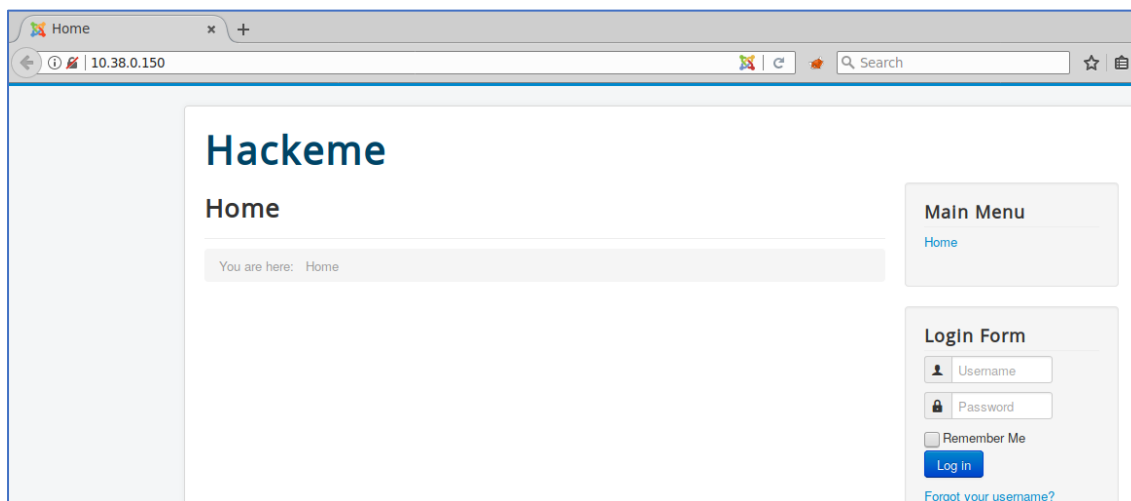 Home
10.38.0.150
Search
Hackeme
Home
You are here: Home
Main Menu
Home
Login Form
Username
Password
Remember Me
Log in
Forgot your username?